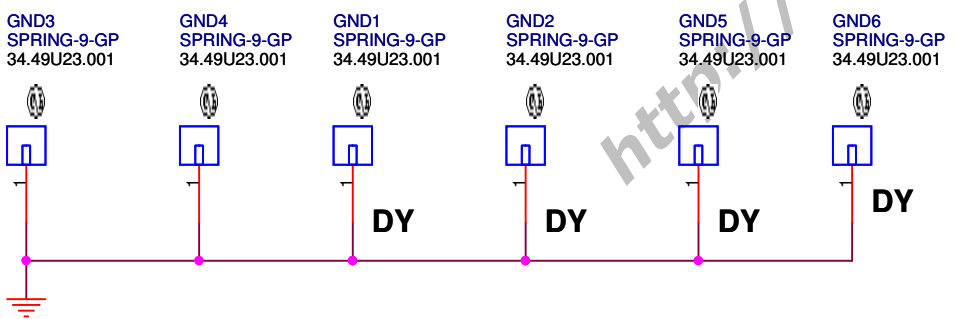 GND3
SPRING-9-GP
34.49U23.001
GND4
SPRING-9-GP
34.49U23.001
GND1
SPRING-9-GP
34.49U23.001
GND2
SPRING-9-GP
34.49U23.001
GND5
SPRING-9-GP
34.49U23.001
GND6
SPRING-9-GP
34.49U23.001
http://
1
1
1
1
1
1
DY
DY
DY
DY